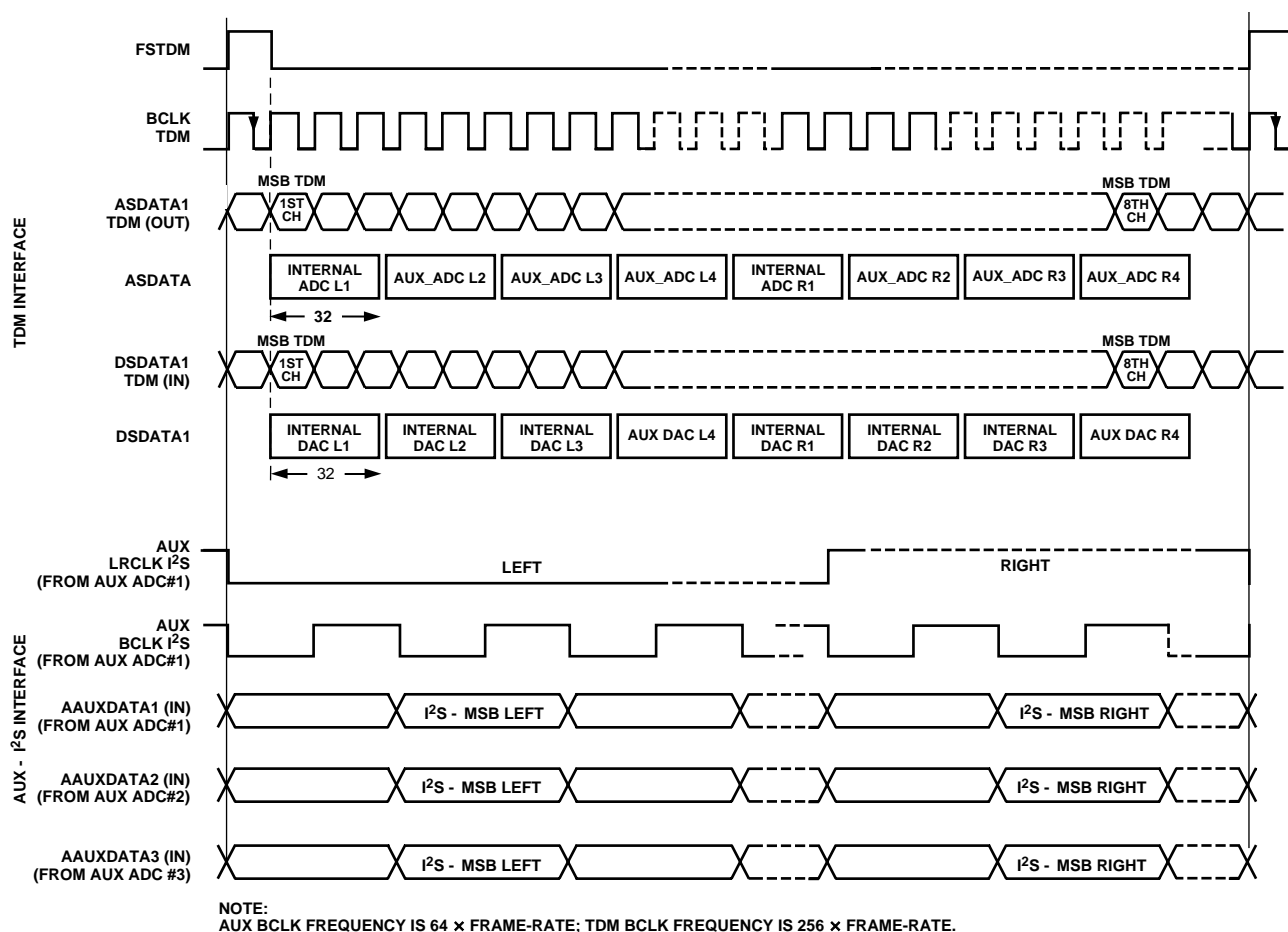 FSTDM
BCLK
TDM
MSB TDM
MSB TDM
ASDATA1
TDM (OUT)
1ST
CH
8TH
CH
TDM INTERFACE
ASDATA
INTERNAL
ADC L1
AUX_ADC L2
AUX_ADC L3
AUX_ADC L4
INTERNAL
ADC R1
AUX_ADC R2
AUX_ADC R3
AUX_ADC R4
32
MSB TDM
MSB TDM
DSDATA1
TDM (IN)
1ST
CH
8TH
CH
DSDATA1
INTERNAL
DAC L1
INTERNAL
DAC L2
INTERNAL
DAC L3
AUX DAC L4
INTERNAL
DAC R1
INTERNAL
DAC R2
INTERNAL
DAC R3
AUX DAC R4
32
AUX
LRCLK I²S
(FROM AUX ADC#1)
LEFT
RIGHT
AUX - I²S INTERFACE
AUX
BCLK I²S
(FROM AUX ADC#1)
AAUXDATA1 (IN)
(FROM AUX ADC#1)
I²S - MSB LEFT
I²S - MSB RIGHT
AAUXDATA2 (IN)
(FROM AUX ADC#2)
I²S - MSB LEFT
I²S - MSB RIGHT
AAUXDATA3 (IN)
(FROM AUX ADC #3)
I²S - MSB LEFT
I²S - MSB RIGHT
NOTE:
AUX BCLK FREQUENCY IS 64 × FRAME-RATE; TDM BCLK FREQUENCY IS 256 × FRAME-RATE.